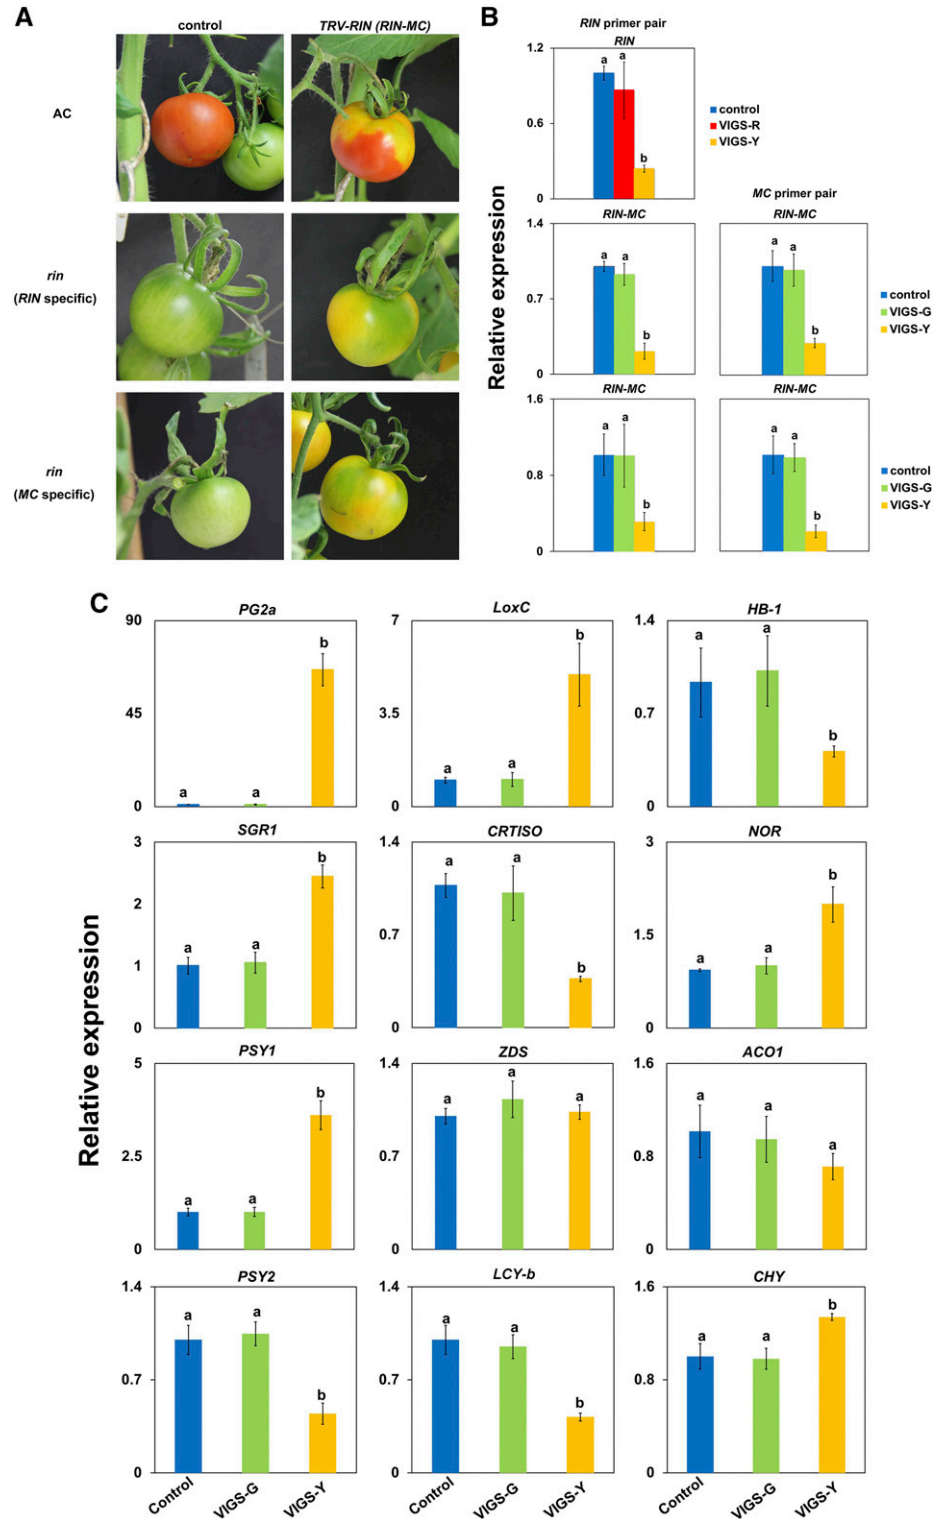 A
control
TRV-RIN (RIN-MC)
AC
rin
(RIN specific)
rin
(MC specific)
B
RIN primer pair
RIN
1.2
0.6
0
a
a
b
control
VIGS-R
VIGS-Y
MC primer pair
Relative expression
RIN-MC
1.4
0.7
0
a
a
b
RIN-MC
a
a
b
control
VIGS-G
VIGS-Y
RIN-MC
1.6
0.8
0
a
a
b
RIN-MC
a
a
b
control
VIGS-G
VIGS-Y
C
Relative expression
PG2a
90
45
0
a
a
b
LoxC
7
3.5
0
a
a
b
HB-1
1.4
0.7
0
a
a
b
SGR1
3
2
1
0
a
a
b
CRTISO
1.4
0.7
0
a
a
b
NOR
3
1.5
0
a
a
b
PSY1
5
2.5
0
a
a
b
ZDS
1.4
0.7
0
a
a
a
ACO1
1.6
0.8
0
a
a
a
PSY2
1.4
0.7
0
a
a
b
LCY-b
1.4
0.7
0
a
a
b
CHY
1.6
0.8
0
a
a
b
Control
VIGS-G
VIGS-Y
Control
VIGS-G
VIGS-Y
Control
VIGS-G
VIGS-Y